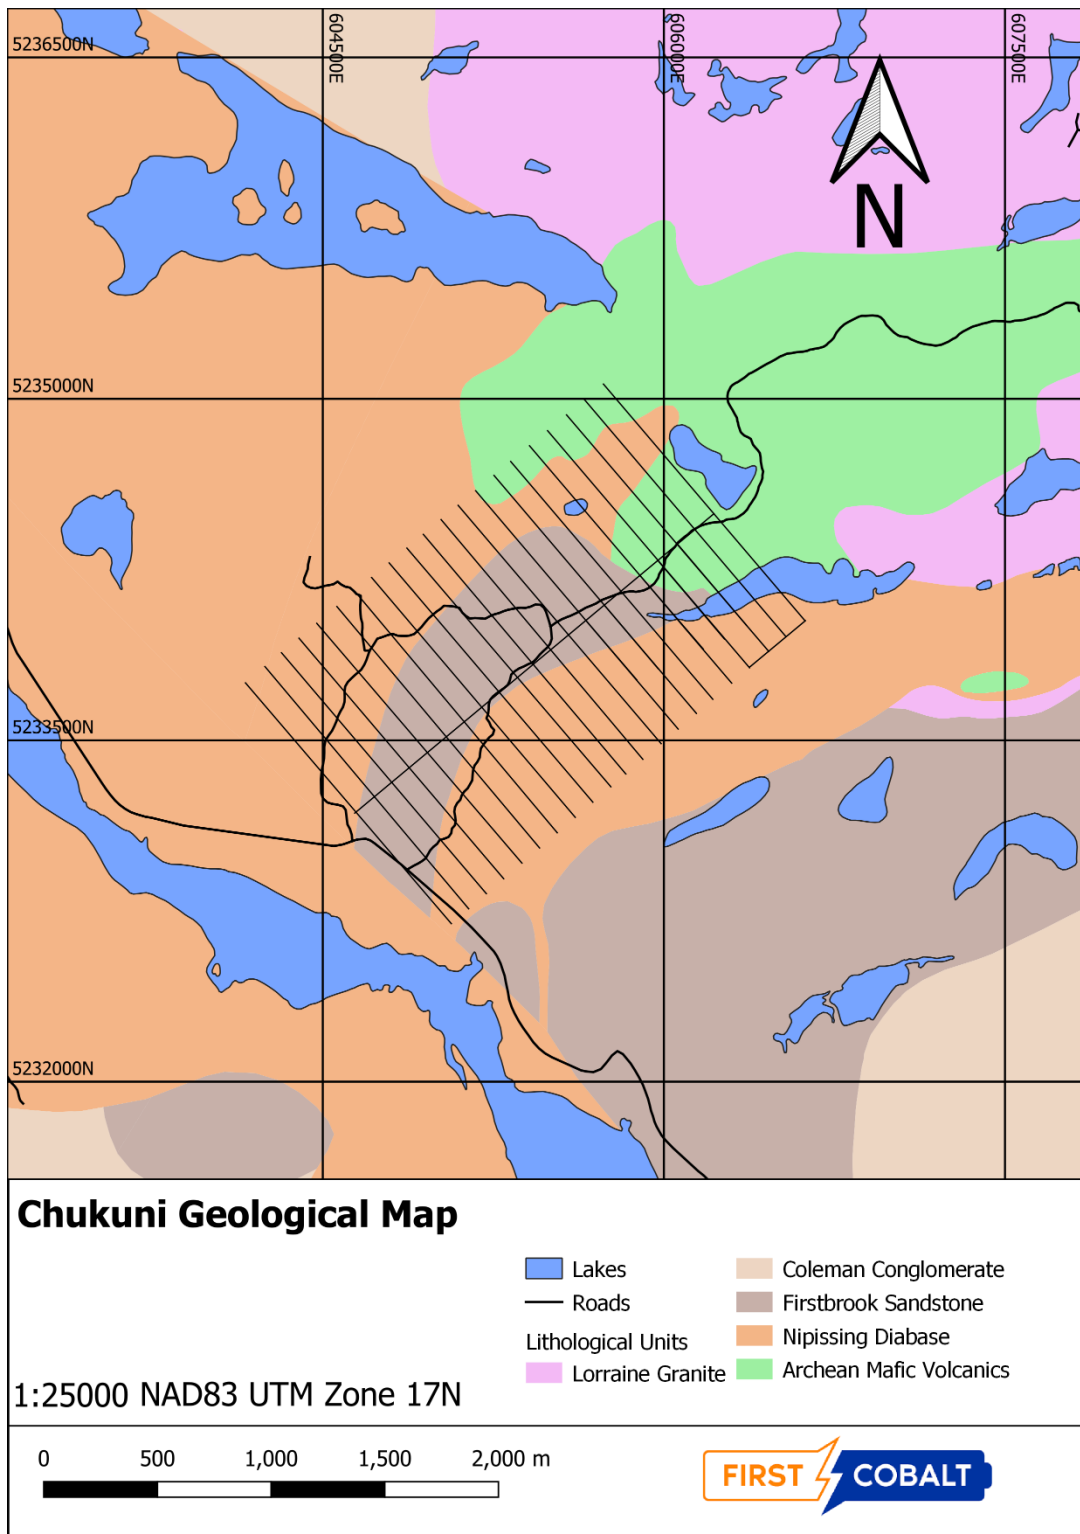 5236500N
604500E
606000E
607500E
N
5235000N
5233500N
5232000N
Chukuni Geological Map
Lakes
Roads
Lithological Units
Lorraine Granite
Coleman Conglomerate
Firstbrook Sandstone
Nipissing Diabase
Archean Mafic Volcanics
1:25000 NAD83 UTM Zone 17N
0 500 1,000 1,500 2,000 m
FIRST COBALT